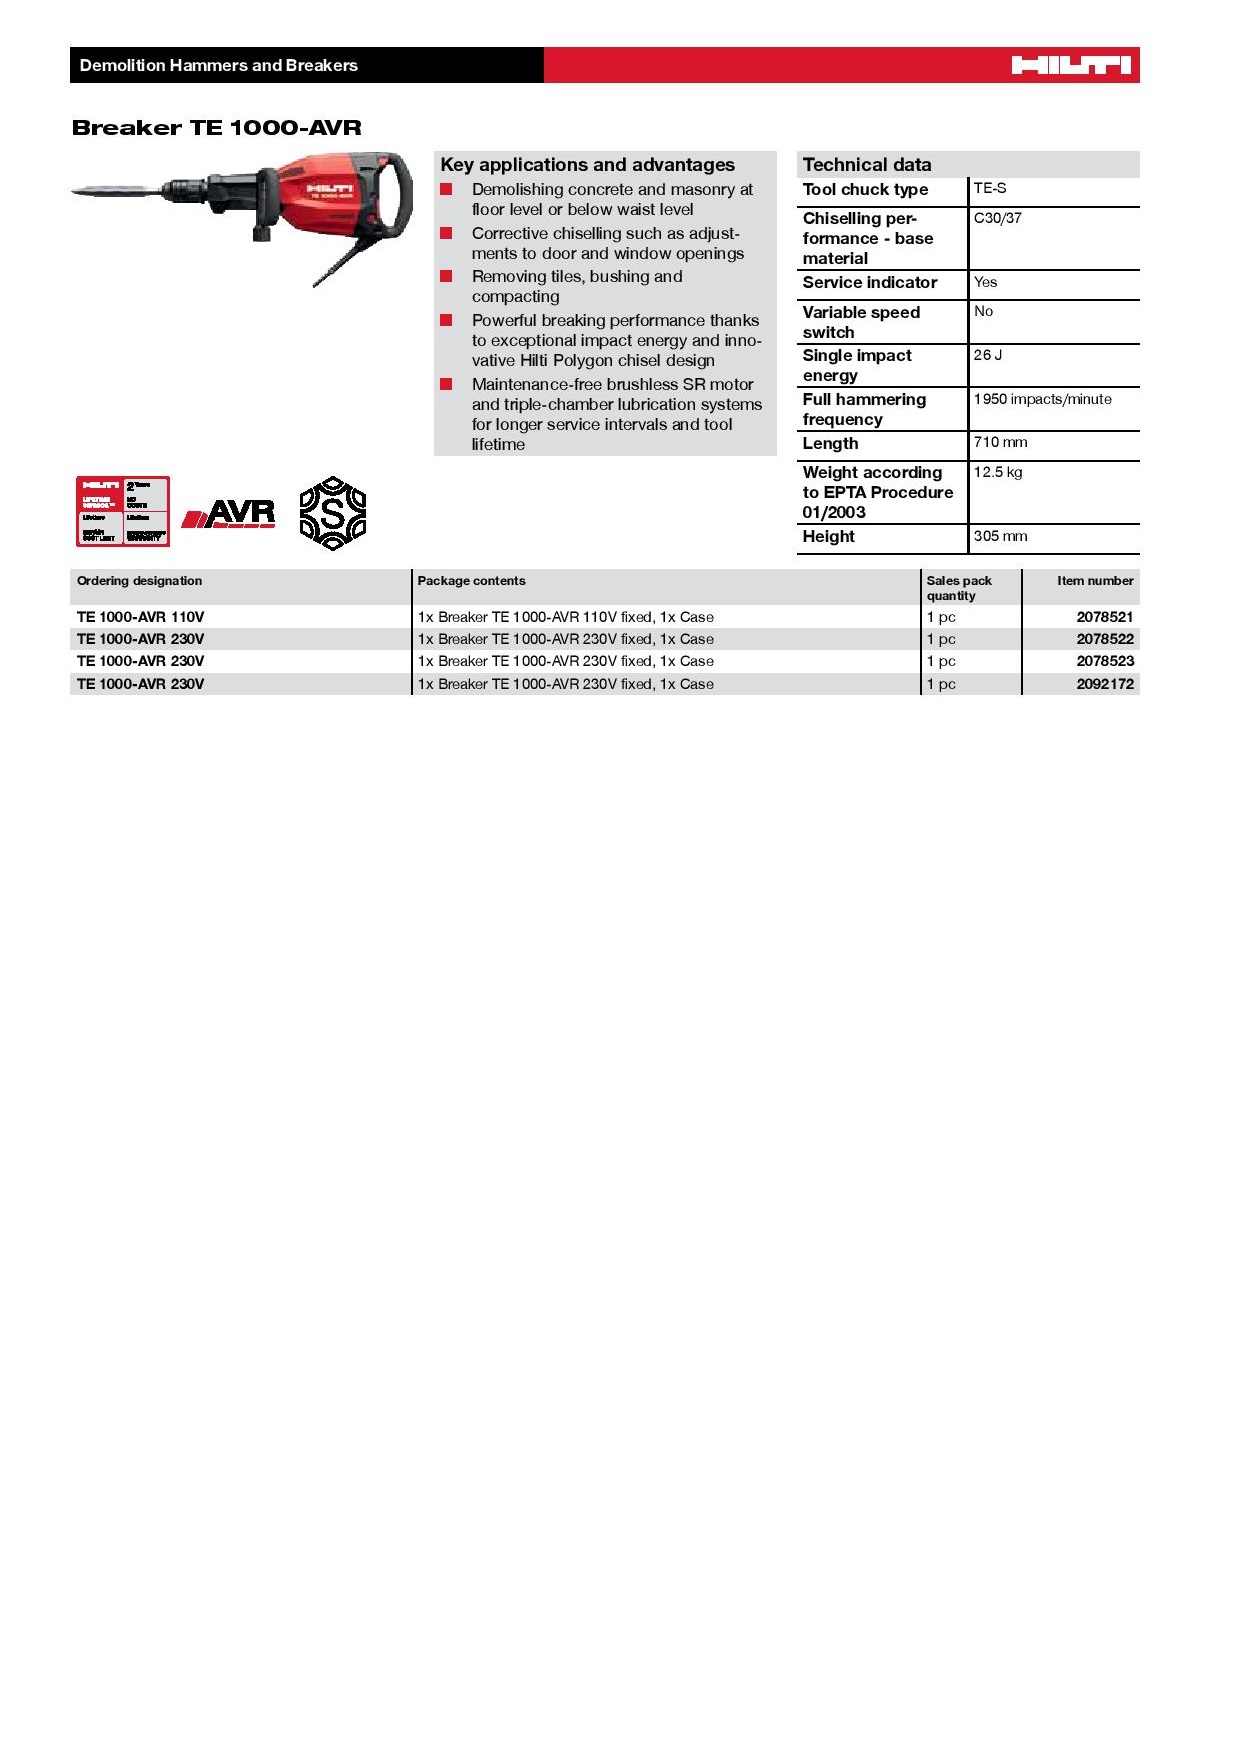 Demolition Hammers and Breakers
HILTI
Breaker TE 1000-AVR
HILTI
TE 1000-AVR
Key applications and advantages
Demolishing concrete and masonry at
floor level or below waist level
Corrective chiselling such as adjust-
ments to door and window openings
Removing tiles, bushing and
compacting
Powerful breaking performance thanks
to exceptional impact energy and inno-
vative Hilti Polygon chisel design
Maintenance-free brushless SR motor
and triple-chamber lubrication systems
for longer service intervals and tool
lifetime
Technical data
Tool chuck type TE-S
Chiselling per- C30/37
formance - base
material
Service indicator Yes
Variable speed No
switch
Single impact 26 J
energy
Full hammering 1950 impacts/minute
frequency
Length 710 mm
Weight according 12.5 kg
to EPTA Procedure
01/2003
Height 305 mm
HILTI 2 Years
AVR
S
Ordering designation Package contents Sales pack Item number
quantity
TE 1000-AVR 110V 1x Breaker TE 1000-AVR 110V fixed, 1x Case 1 pc 2078521
TE 1000-AVR 230V 1x Breaker TE 1000-AVR 230V fixed, 1x Case 1 pc 2078522
TE 1000-AVR 230V 1x Breaker TE 1000-AVR 230V fixed, 1x Case 1 pc 2078523
TE 1000-AVR 230V 1x Breaker TE 1000-AVR 230V fixed, 1x Case 1 pc 2092172